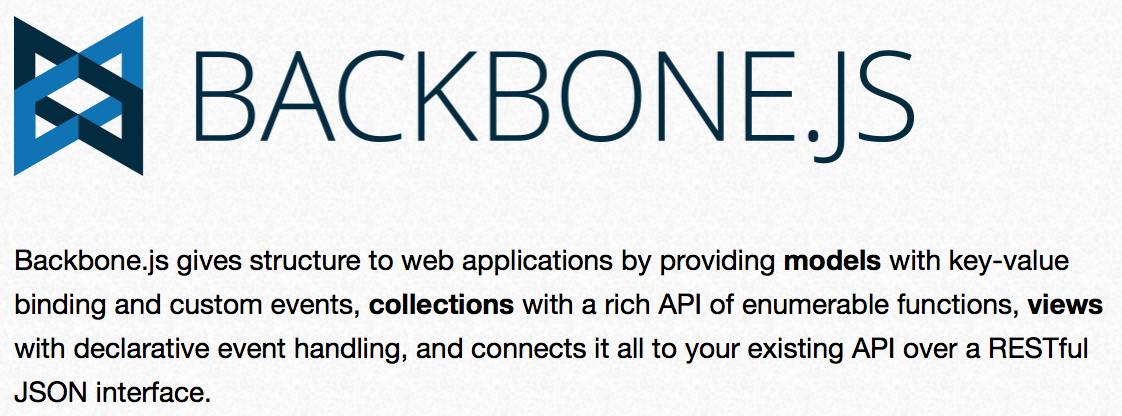 BACKBONE.JS
Backbone.js gives structure to web applications by providing models with key-value
binding and custom events, collections with a rich API of enumerable functions, views
with declarative event handling, and connects it all to your existing API over a RESTful
JSON interface.